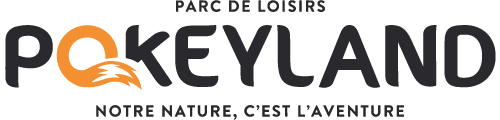 PARC DE LOISIRS
POKEYLAND
NOTRE NATURE, C'EST L'AVENTURE